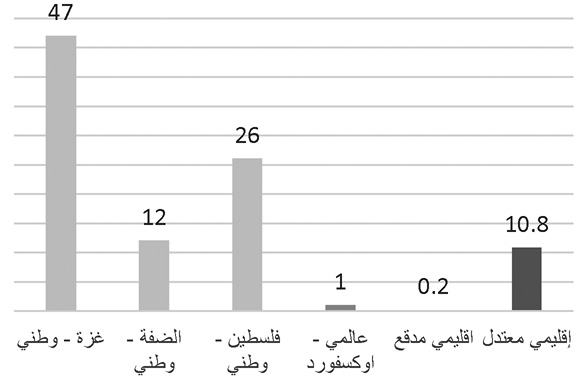 47
12
26
1
0.2
10.8
غزة - وطني
الضفة -
وطني
فلسطين -
وطني
عالمي -
اوكسفورد
اقليمي مدقع
إقليمي معتدل